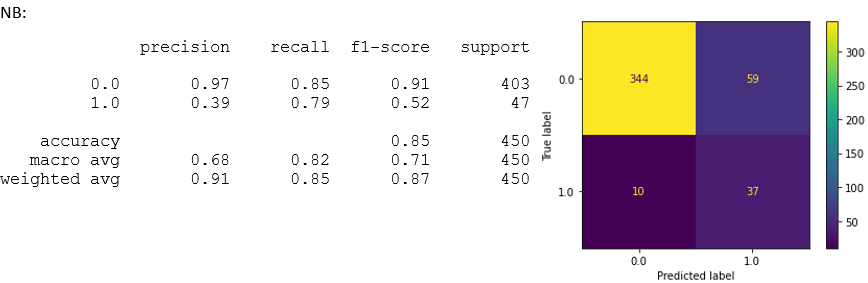 NB:
precision recall f1-score support
0.0 0.97 0.85 0.91 403
1.0 0.39 0.79 0.52 47
accuracy 0.85 450
macro avg 0.68 0.82 0.71 450
weighted avg 0.91 0.85 0.87 450
True label
0.0
1.0
344 59
10 37
0.0 1.0
Predicted label
300
250
200
150
100
50